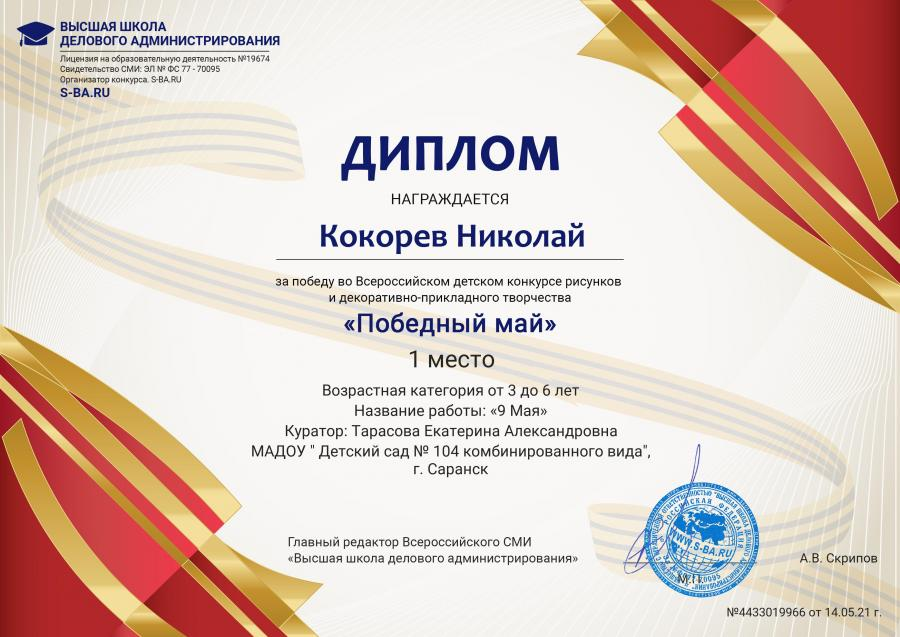 ВЫСШАЯ ШКОЛА
ДЕЛОВОГО АДМИНИСТРИРОВАНИЯ
Лицензия на образовательную деятельность №19674
Свидетельство СМИ: ЭЛ № ФС 77 - 70095
Организатор конкурса. S-BA.RU
S-BA.RU
ДИПЛОМ
НАГРАЖДАЕТСЯ
Кокорев Николай
за победу во Всероссийском детском конкурсе рисунков
и декоративно-прикладного творчества
«Победный май»
1 место
Возрастная категория от 3 до 6 лет
Название работы: «9 Мая»
Куратор: Тарасова Екатерина Александровна
МАДОУ " Детский сад № 104 комбинированного вида",
г. Саранск
Главный редактор Всероссийского СМИ
«Высшая школа делового администрирования»
РОССИЙСКАЯ ФЕДЕРАЦИЯ
WWW.S-BA.RU
М.П.
А.В. Скрипов
№4433019966 от 14.05.21 г.